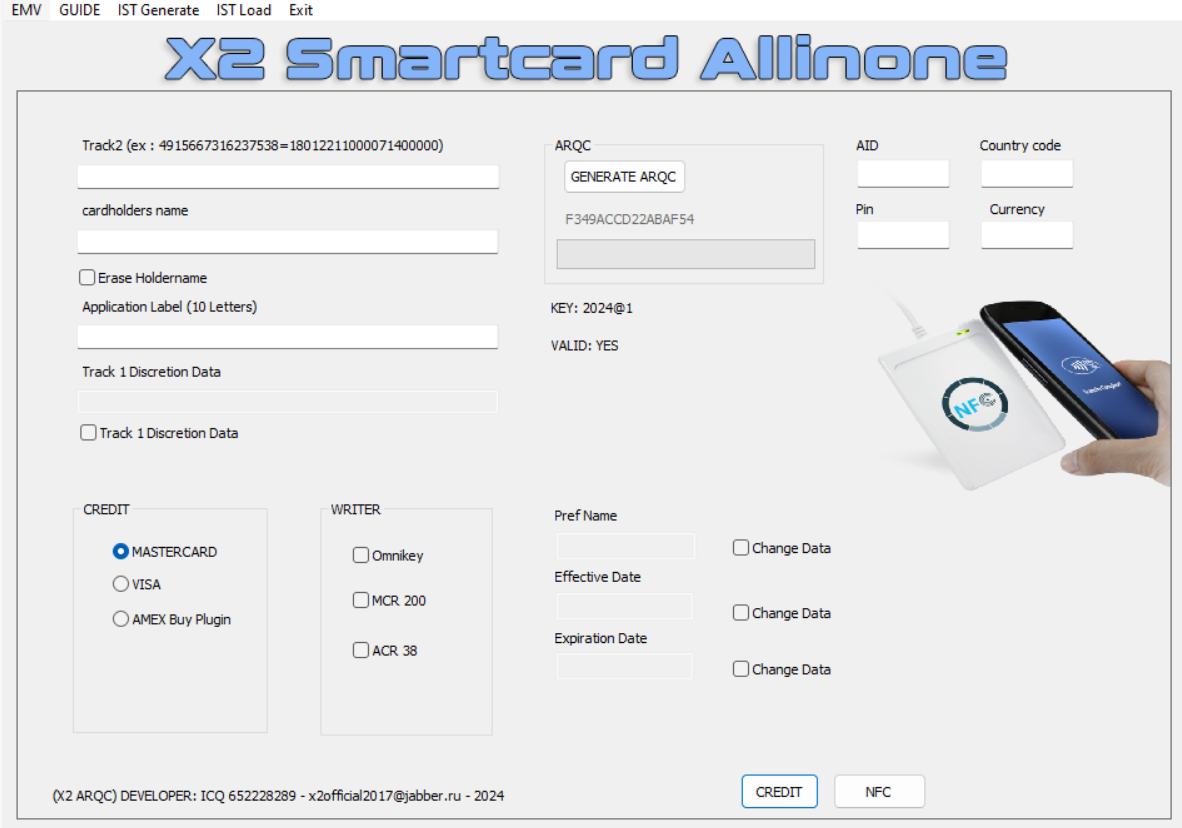 EMV GUIDE IST Generate IST Load Exit
X2 Smartcard Allinone
Track2 (ex : 4915667316237538=18012211000071400000)
cardholders name
Erase Holdername
Application Label (10 Letters)
Track 1 Discretion Data
Track 1 Discretion Data
ARQC
GENERATE ARQC
F349ACCD22ABAF54
KEY: 2024@1
VALID: YES
AID Country code
Pin Currency
NFC
CREDIT
MASTERCARD
VISA
AMEX Buy Plugin
WRITER
Omnikey
MCR 200
ACR 38
Pref Name
Change Data
Effective Date
Change Data
Expiration Date
Change Data
(X2 ARQC) DEVELOPER: ICQ 652228289 - x2official2017@jabber.ru - 2024
CREDIT NFC